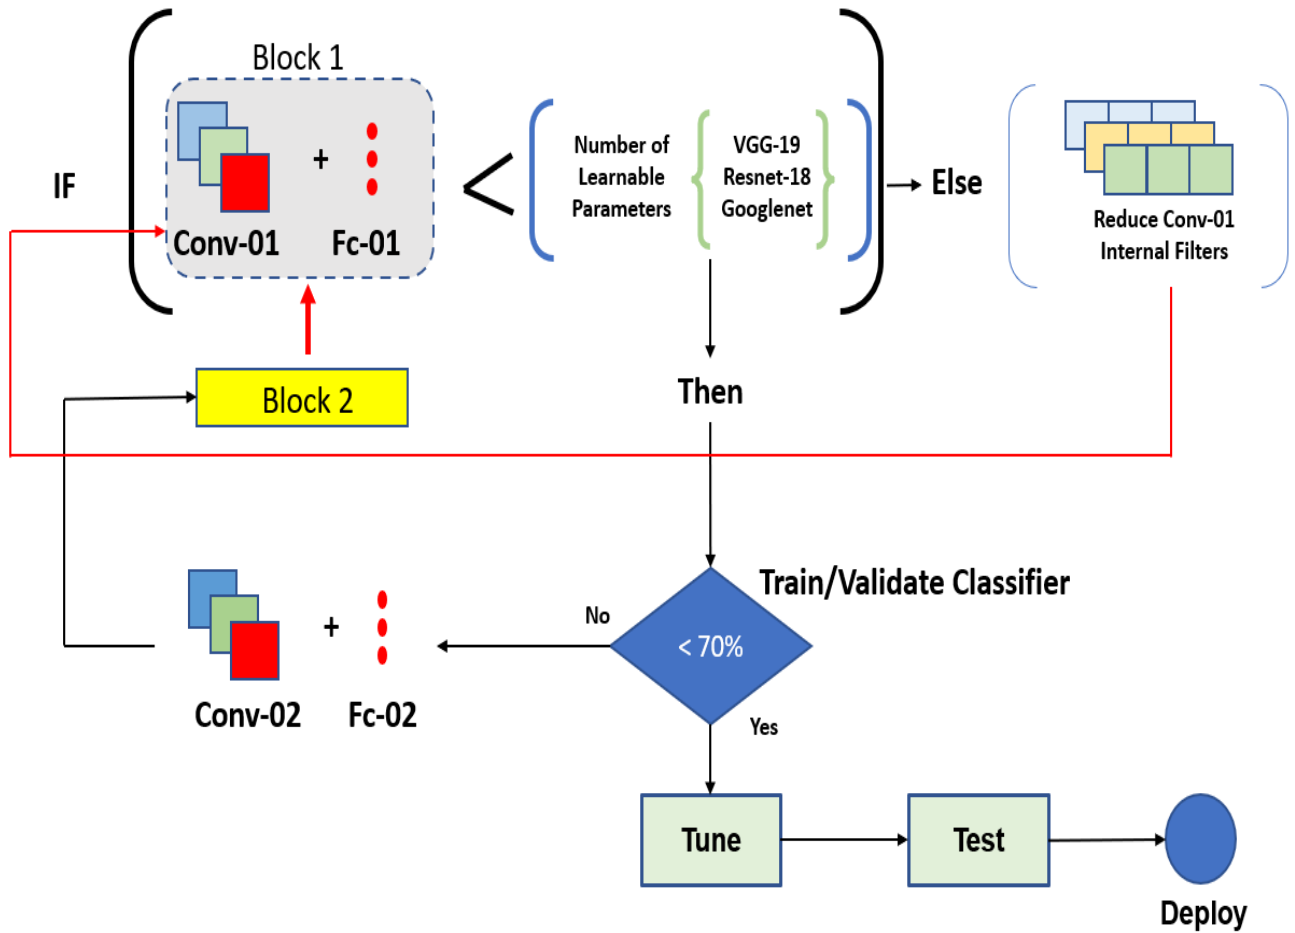 Block 1
IF
+
Conv-01
Fc-01
<
Number of
Learnable
Parameters
VGG-19
Resnet-18
Googlenet
Else
Reduce Conv-01
Internal Filters
Block 2
Then
Train/Validate Classifier
< 70%
No
Yes
+
Conv-02
Fc-02
Tune
Test
Deploy